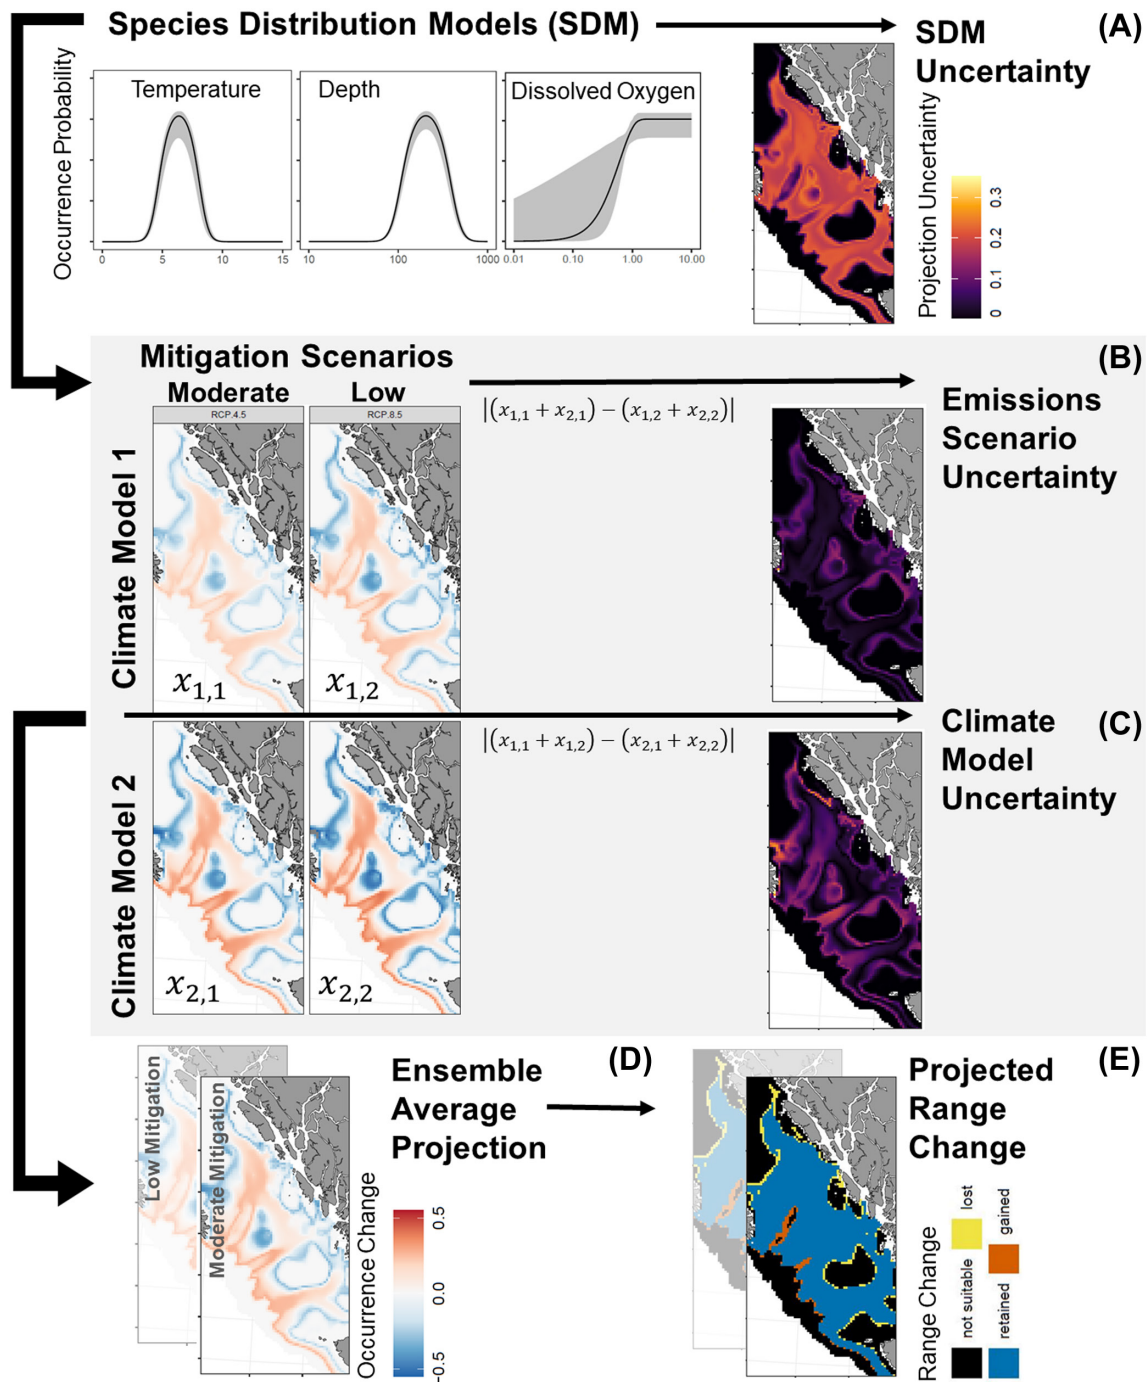 Species Distribution Models (SDM)
SDM
Uncertainty
(A)
Occurrence Probability
Temperature
0
5
10
15
Depth
10
100
1000
Dissolved Oxygen
0.01
0.10
1.00
10.00
Projection Uncertainty
0
0.1
0.2
0.3
Mitigation Scenarios
Moderate
Low
(B)
RCP.4.5
RCP.8.5
|(x₁,₁ + x₂,₁) − (x₁,₂ + x₂,₂)|
Emissions
Scenario
Uncertainty
Climate Model 1
x₁,₁
x₁,₂
|(x₁,₁ + x₁,₂) − (x₂,₁ + x₂,₂)|
Climate
Model
Uncertainty
(C)
Climate Model 2
x₂,₁
x₂,₂
Low Mitigation
Moderate Mitigation
Ensemble
Average
Projection
(D)
Occurrence Change
0.5
0.0
−0.5
Projected
Range
Change
(E)
Range Change
not suitable
lost
retained
gained